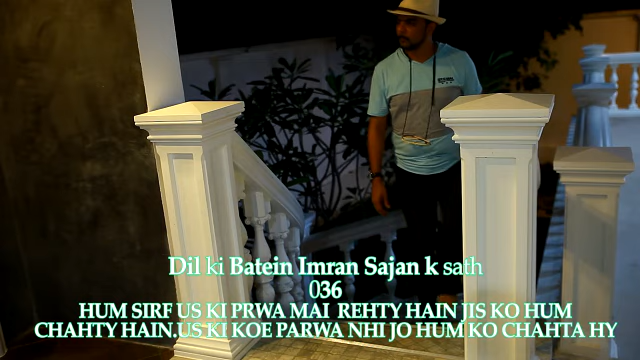 Dil ki Batein Imran Sajan k sath
036
HUM SIRF US KI PRWA MAI REHTY HAIN JIS KO HUM
CHAHTY HAIN.US KI KOE PARWA NHI JO HUM KO CHAHTA HY